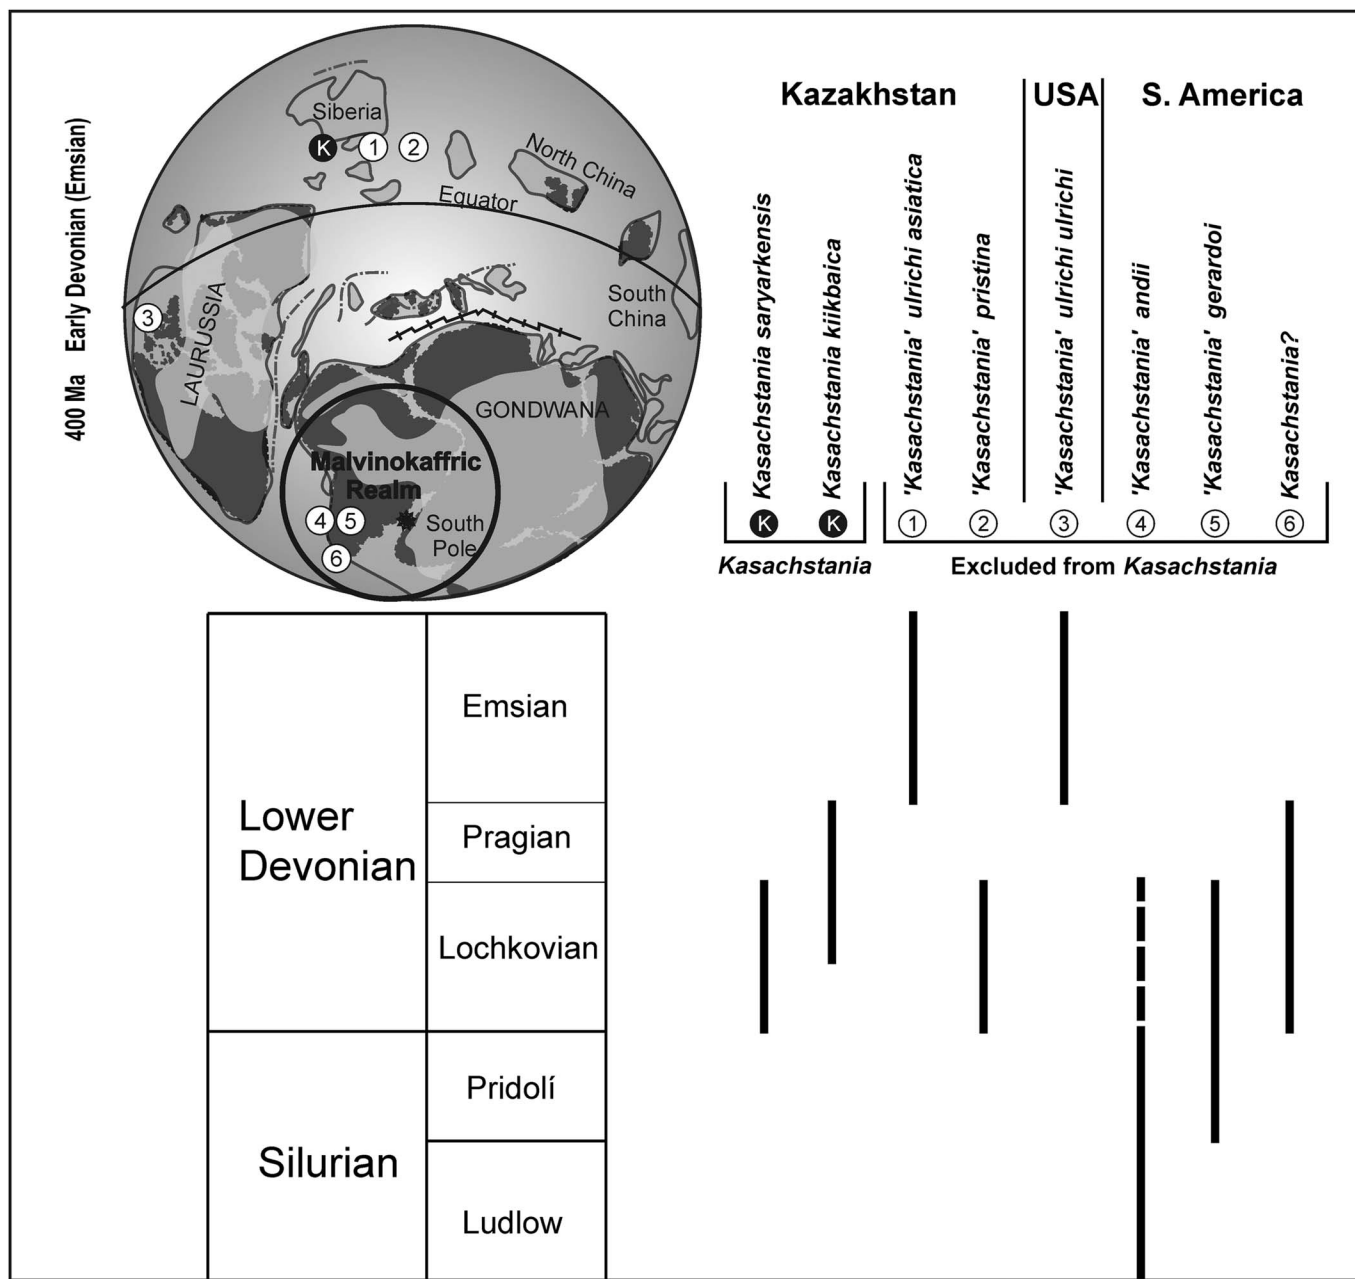 400 Ma Early Devonian (Emsian)
Siberia
K
1
2
North China
Equator
South
China
3
LAURUSSIA
GONDWANA
Malvinokaffric
Realm
4
5
6
South
Pole
Kazakhstan
USA
S. America
Kasachstania saryarkensis
Kasachstania kiikbaica
'Kasachstania' ulrichi asiatica
'Kasachstania' pristina
'Kasachstania' ulrichi ulrichi
'Kasachstania' andii
'Kasachstania' gerardoi
Kasachstania?
K
K
1
2
3
4
5
6
Kasachstania
Excluded from Kasachstania
Lower
Devonian
Emsian
Pragian
Lochkovian
Silurian
Pridolí
Ludlow